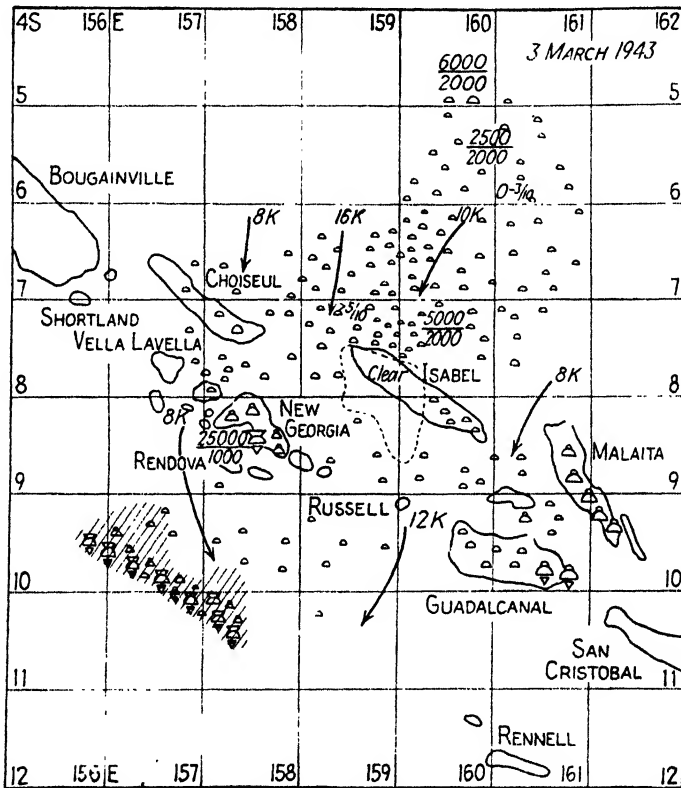 4S 156E 157 158 159 160 161 162
3 MARCH 1943
6000
2000
5 5
2500
2000
BOUGAINVILLE
0-3/10
6 6
8K 16K 10K
CHOISEUL
7 7
SHORTLAND
5000
2000
VELLA LAVELLA
Clear ISABEL
8 8
8K 8K
NEW
GEORGIA
25000
1000
MALAITA
RENDOVA
9 9
RUSSELL
12K
10 10
GUADALCANAL
SAN
CRISTOBAL
11 11
RENNELL
12 156E 157 158 159 160 161 12